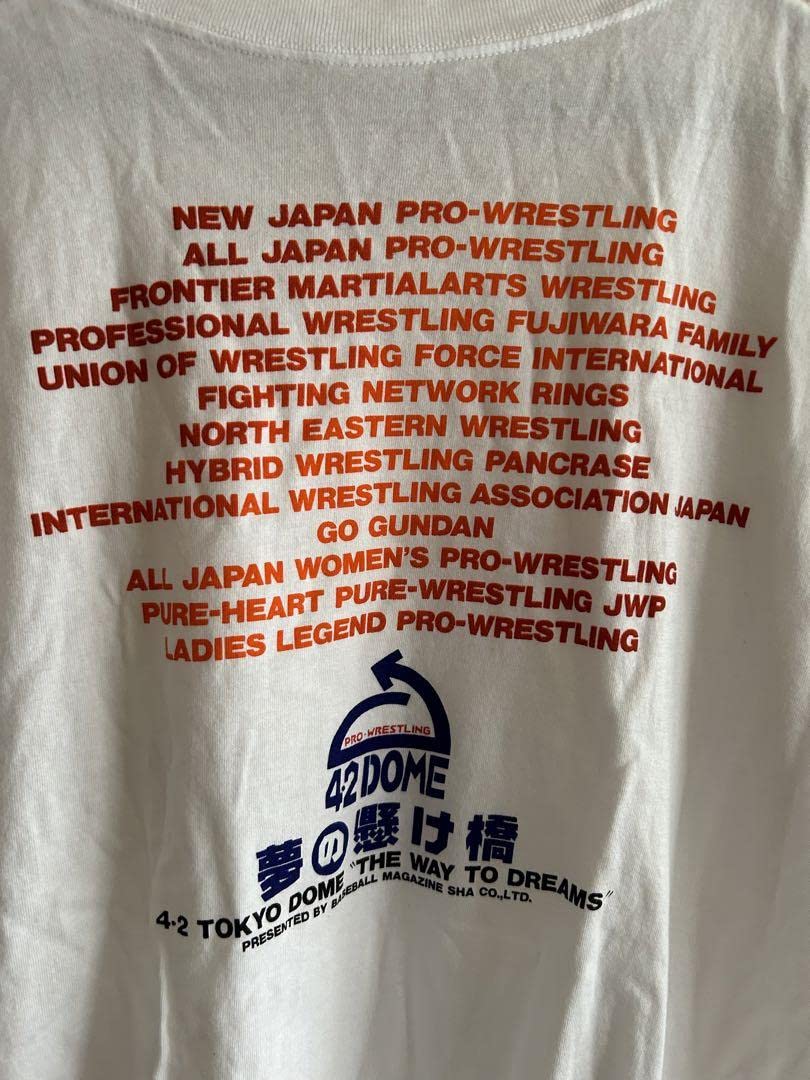 NEW JAPAN PRO-WRESTLING
ALL JAPAN PRO-WRESTLING
FRONTIER MARTIALARTS WRESTLING
PROFESSIONAL WRESTLING FUJIWARA FAMILY
UNION OF WRESTLING FORCE INTERNATIONAL
FIGHTING NETWORK RINGS
NORTH EASTERN WRESTLING
HYBRID WRESTLING PANCRASE
INTERNATIONAL WRESTLING ASSOCIATION JAPAN
GO GUNDAN
ALL JAPAN WOMEN'S PRO-WRESTLING
PURE-HEART PURE-WRESTLING JWP
LADIES LEGEND PRO-WRESTLING
PRO-WRESTLING
4·2 DOME
夢の懸け橋
4·2 TOKYO DOME "THE WAY TO DREAMS"
PRESENTED BY BASEBALL MAGAZINE SHA CO.,LTD.